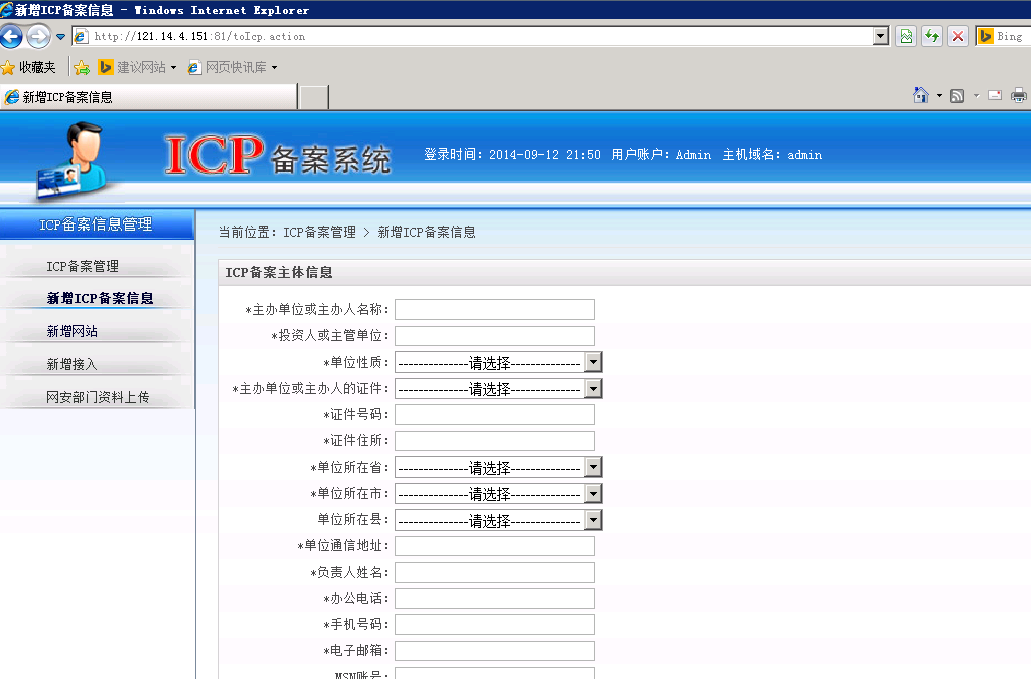 新增ICP备案信息 - Windows Internet Explorer
http://121.14.4.151:81/toIcp.action
Bing
收藏夹 建议网站 网页快讯库
新增ICP备案信息
ICP备案系统
登录时间：2014-09-12 21:50 用户账户：Admin 主机域名：admin
ICP备案信息管理
ICP备案管理
新增ICP备案信息
新增网站
新增接入
网安部门资料上传
当前位置：ICP备案管理 > 新增ICP备案信息
ICP备案主体信息
*主办单位或主办人名称：
*投资人或主管单位：
*单位性质：--------------请选择--------------
*主办单位或主办人的证件：--------------请选择--------------
*证件号码：
*证件住所：
*单位所在省：--------------请选择--------------
*单位所在市：--------------请选择--------------
单位所在县：--------------请选择--------------
*单位通信地址：
*负责人姓名：
*办公电话：
*手机号码：
*电子邮箱：
MSN账号：